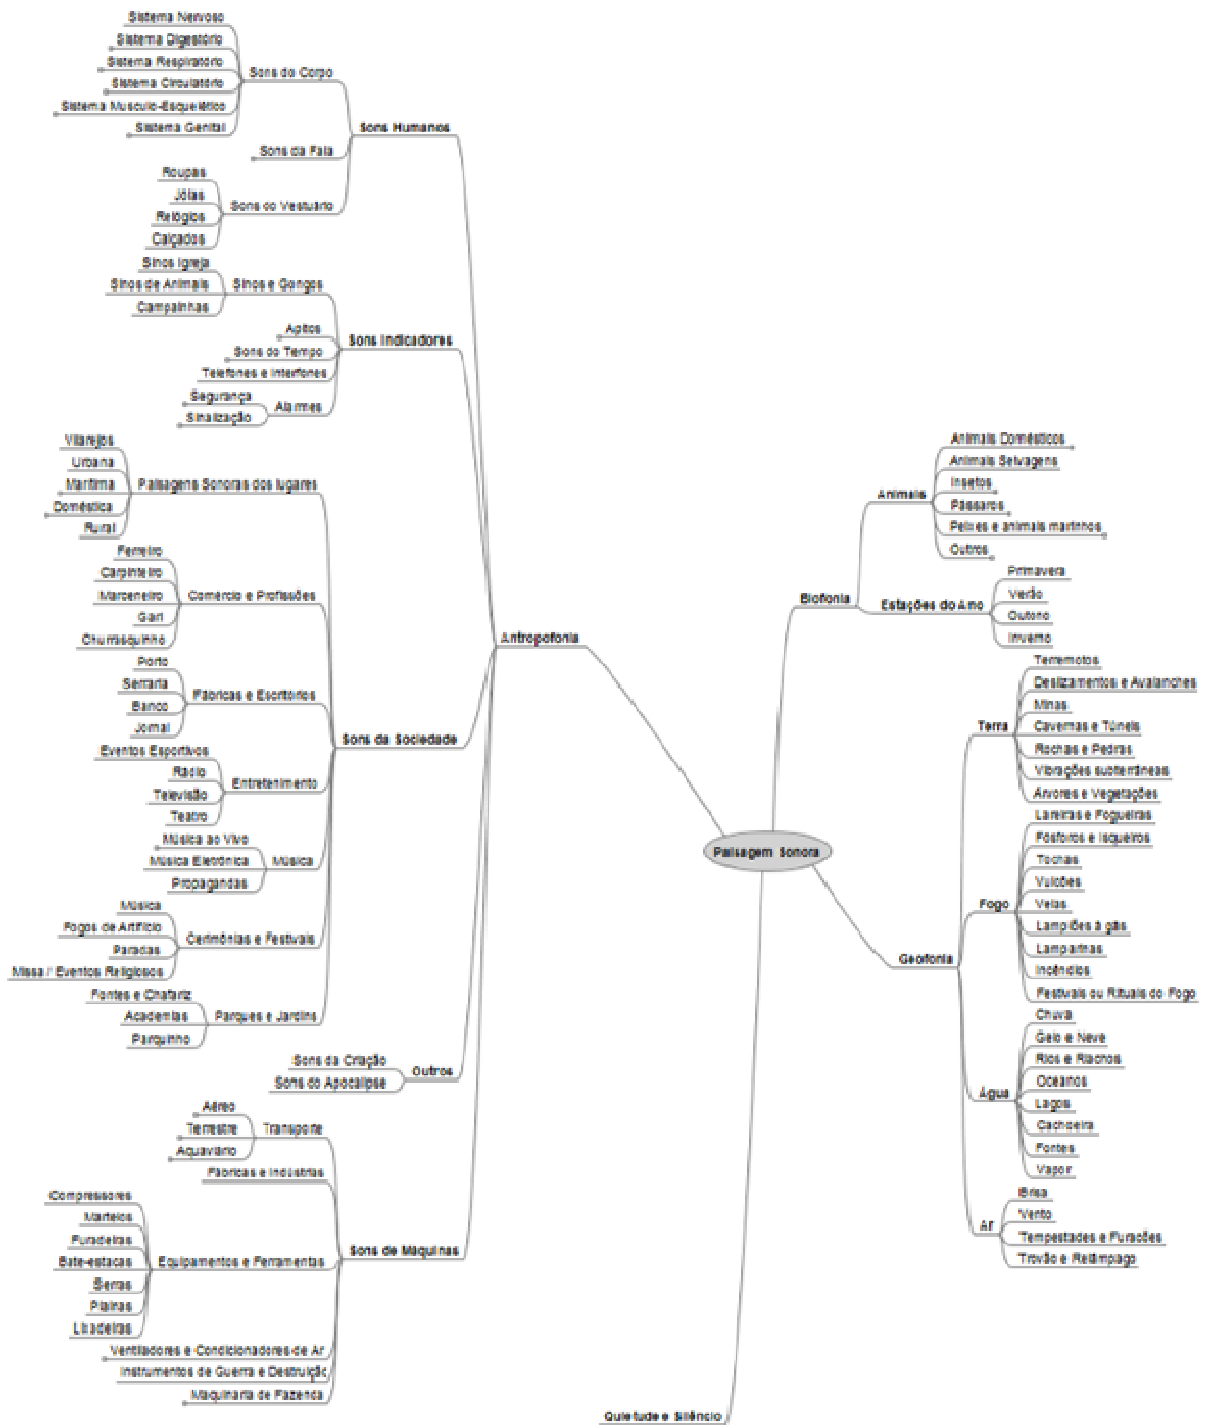 Sistema Nervoso
Sistema Digestório
Sistema Respiratório
Sistema Circulatório
Sistema Musculo-Esquelético
Sistema Genital
Sons do Corpo
Sons da Fala
Roupas
Jóias
Relógios
Calçados
Sons do Vestuário
Sons Humanos
Sinos Igreja
Sinos de Animais
Campainhas
Sinos e Gongos
Apitos
Sons do Tempo
Telefones e Interfones
Segurança
Sinalização
Alarmes
Sons Indicadores
Vilarejos
Urbana
Marítima
Doméstica
Rural
Paisagens Sonoras dos lugares
Ferreiro
Carpinteiro
Marceneiro
Gari
Churrasquinho
Comércio e Profissões
Porto
Serraria
Banco
Jornal
Fábricas e Escritórios
Eventos Esportivos
Rádio
Televisão
Teatro
Entretenimento
Música ao Vivo
Música Eletrônica
Propagandas
Música
Música
Fogos de Artifício
Paradas
Missa / Eventos Religiosos
Cerimônias e Festivais
Fontes e Chafariz
Academias
Parquinho
Parques e Jardins
Sons da Sociedade
Sons da Criação
Sons do Apocalipse
Outros
Aéreo
Terrestre
Aquaviário
Transporte
Fábricas e Indústrias
Compressores
Martelos
Furadeiras
Bate-estacas
Serras
Plainas
Lixadeiras
Equipamentos e Ferramentas
Ventiladores e Condicionadores de Ar
Instrumentos de Guerra e Destruição
Maquinaria de Fazenda
Sons de Máquinas
Antropofonia
Paisagem Sonora
Animais Domésticos
Animais Selvagens
Insetos
Pássaros
Peixes e animais marinhos
Outros
Animais
Primavera
Verão
Outono
Inverno
Estações do Ano
Biofonia
Terremotos
Deslizamentos e Avalanches
Minas
Cavernas e Túneis
Rochas e Pedras
Vibrações subterrâneas
Árvores e Vegetações
Terra
Lareiras e Fogueiras
Fósforos e Isqueiros
Tochas
Vulcões
Velas
Lampiões à gás
Lamparinas
Incêndios
Festivais ou Rituais do Fogo
Fogo
Chuva
Gelo e Neve
Rios e Riachos
Oceanos
Lagos
Cachoeira
Fontes
Vapor
Água
Brisa
Vento
Tempestades e Furacões
Trovão e Relâmpago
Ar
Geofonia
Quietude e Silêncio